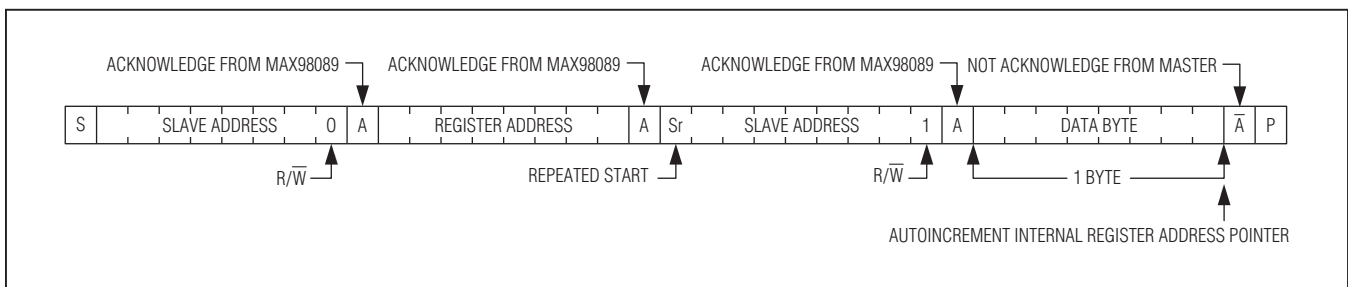 ACKNOWLEDGE FROM MAX98089 ACKNOWLEDGE FROM MAX98089 ACKNOWLEDGE FROM MAX98089 NOT ACKNOWLEDGE FROM MASTER
S SLAVE ADDRESS 0 A REGISTER ADDRESS A Sr SLAVE ADDRESS 1 A DATA BYTE A̅ P
R/W̅ REPEATED START R/W̅ 1 BYTE
AUTOINCREMENT INTERNAL REGISTER ADDRESS POINTER